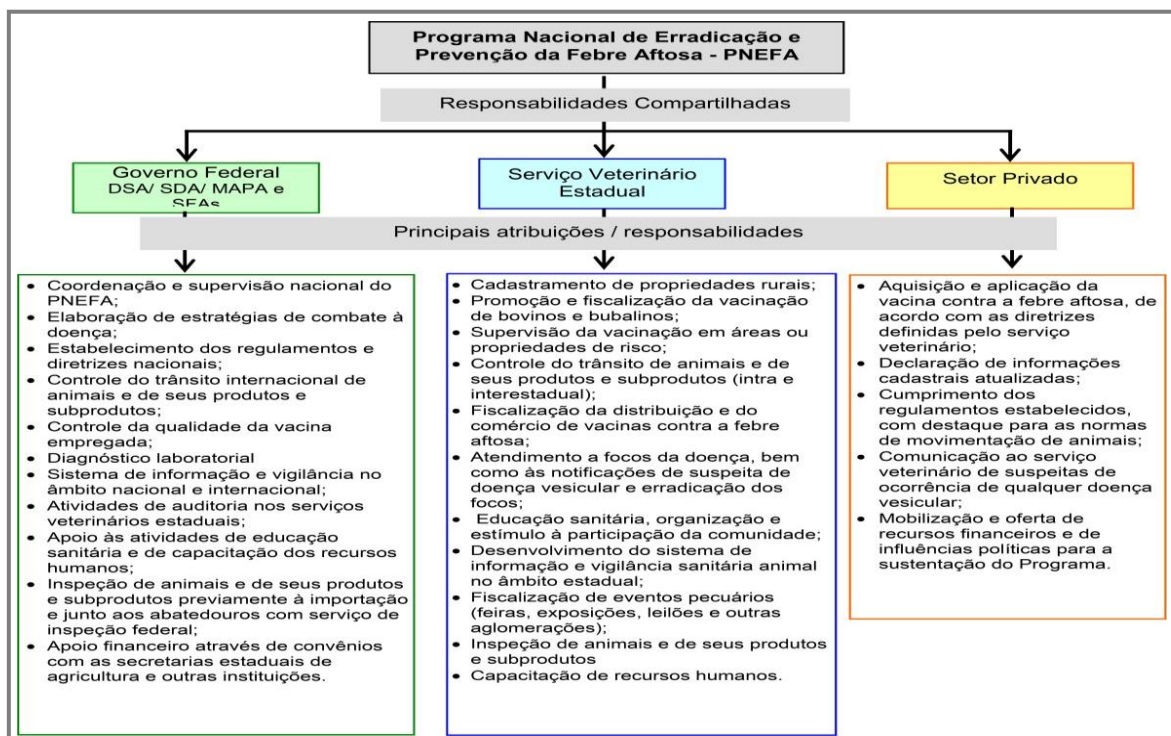 Programa Nacional de Erradicação e
Prevenção da Febre Aftosa - PNEFA
Responsabilidades Compartilhadas
Governo Federal
DSA/ SDA/ MAPA e
SFAs
Serviço Veterinário
Estadual
Setor Privado
Principais atribuições / responsabilidades
• Coordenação e supervisão nacional do
PNEFA;
• Elaboração de estratégias de combate à
doença;
• Estabelecimento dos regulamentos e
diretrizes nacionais;
• Controle do trânsito internacional de
animais e de seus produtos e
subprodutos;
• Controle da qualidade da vacina
empregada;
• Diagnóstico laboratorial
• Sistema de informação e vigilância no
âmbito nacional e internacional;
• Atividades de auditoria nos serviços
veterinários estaduais;
• Apoio às atividades de educação
sanitária e de capacitação dos recursos
humanos;
• Inspeção de animais e de seus produtos
e subprodutos previamente à importação
e junto aos abatedouros com serviço de
inspeção federal;
• Apoio financeiro através de convênios
com as secretarias estaduais de
agricultura e outras instituições.
• Cadastramento de propriedades rurais;
• Promoção e fiscalização da vacinação
de bovinos e bubalinos;
• Supervisão da vacinação em áreas ou
propriedades de risco;
• Controle do trânsito de animais e de
seus produtos e subprodutos (intra e
interestadual);
• Fiscalização da distribuição e do
comércio de vacinas contra a febre
aftosa;
• Atendimento a focos da doença, bem
como às notificações de suspeita de
doença vesicular e erradicação dos
focos;
• Educação sanitária, organização e
estímulo à participação da comunidade;
• Desenvolvimento do sistema de
informação e vigilância sanitária animal
no âmbito estadual;
• Fiscalização de eventos pecuários
(feiras, exposições, leilões e outras
aglomerações);
• Inspeção de animais e de seus produtos
e subprodutos
• Capacitação de recursos humanos.
• Aquisição e aplicação da
vacina contra a febre aftosa, de
acordo com as diretrizes
definidas pelo serviço
veterinário;
• Declaração de informações
cadastrais atualizadas;
• Cumprimento dos
regulamentos estabelecidos,
com destaque para as normas
de movimentação de animais;
• Comunicação ao serviço
veterinário de suspeitas de
ocorrência de qualquer doença
vesicular;
• Mobilização e oferta de
recursos financeiros e de
influências políticas para a
sustentação do Programa.